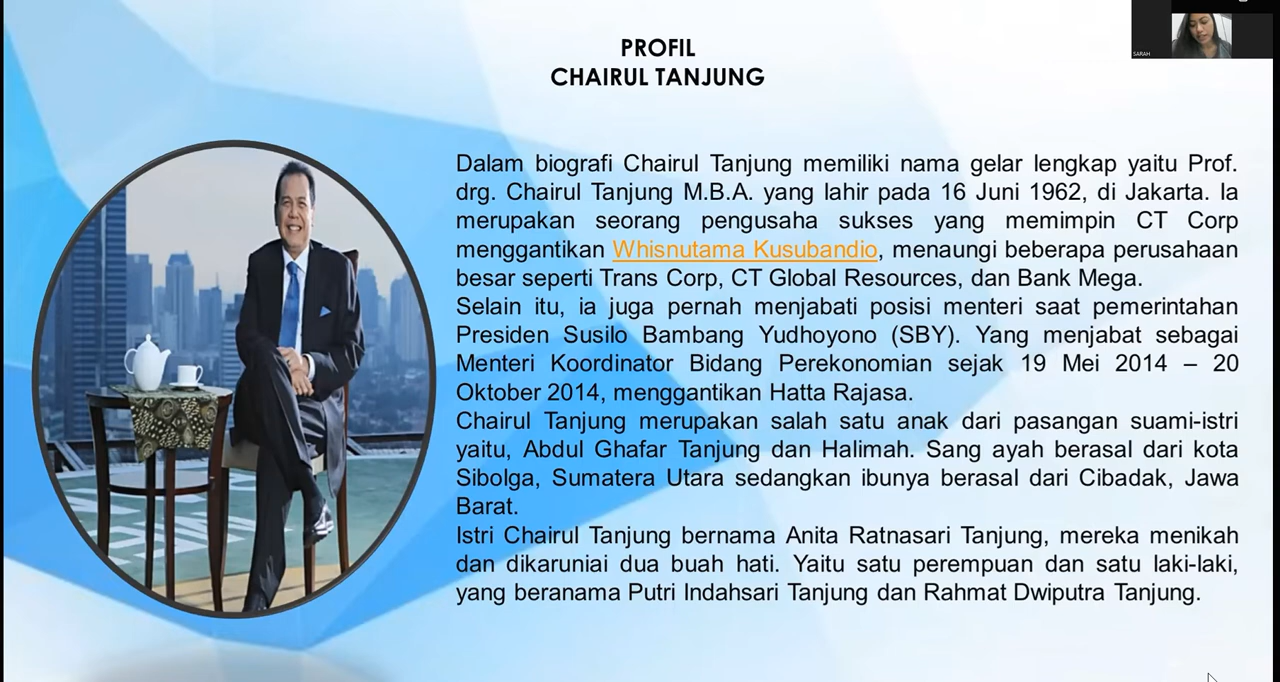 PROFIL
CHAIRUL TANJUNG
SARAH
Dalam biografi Chairul Tanjung memiliki nama gelar lengkap yaitu Prof.
drg. Chairul Tanjung M.B.A. yang lahir pada 16 Juni 1962, di Jakarta. Ia
merupakan seorang pengusaha sukses yang memimpin CT Corp
menggantikan Whisnutama Kusubandio, menaungi beberapa perusahaan
besar seperti Trans Corp, CT Global Resources, dan Bank Mega.
Selain itu, ia juga pernah menjabati posisi menteri saat pemerintahan
Presiden Susilo Bambang Yudhoyono (SBY). Yang menjabat sebagai
Menteri Koordinator Bidang Perekonomian sejak 19 Mei 2014 – 20
Oktober 2014, menggantikan Hatta Rajasa.
Chairul Tanjung merupakan salah satu anak dari pasangan suami-istri
yaitu, Abdul Ghafar Tanjung dan Halimah. Sang ayah berasal dari kota
Sibolga, Sumatera Utara sedangkan ibunya berasal dari Cibadak, Jawa
Barat.
Istri Chairul Tanjung bernama Anita Ratnasari Tanjung, mereka menikah
dan dikaruniai dua buah hati. Yaitu satu perempuan dan satu laki-laki,
yang beranama Putri Indahsari Tanjung dan Rahmat Dwiputra Tanjung.